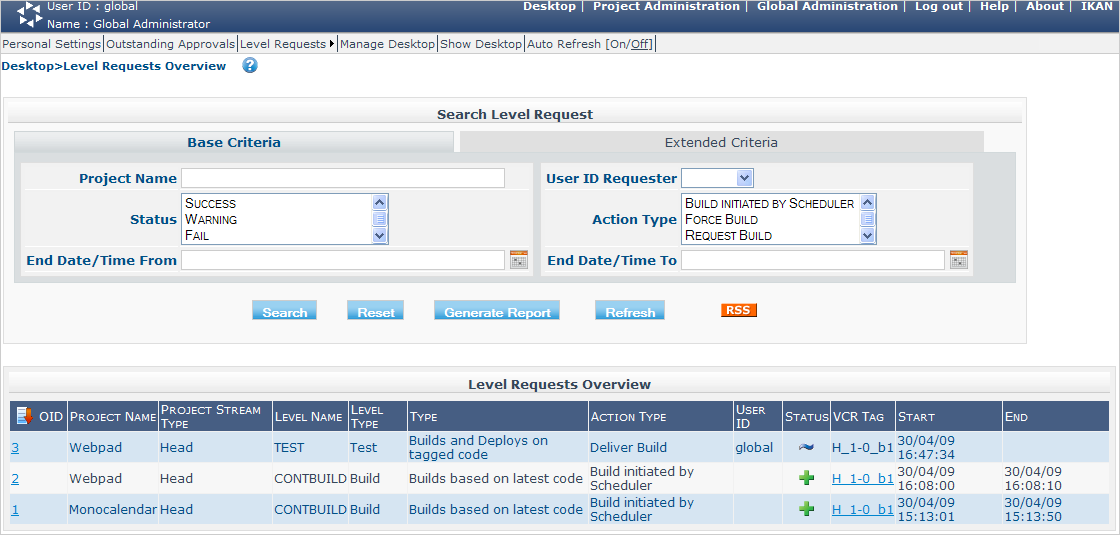 User ID : global
Desktop | Project Administration | Global Administration | Log out | Help | About | IKAN
Name : Global Administrator
Personal Settings Outstanding Approvals Level Requests Manage Desktop Show Desktop Auto Refresh [On/Off]
Desktop>Level Requests Overview ?
Search Level Request
Base Criteria Extended Criteria
Project Name User ID Requester
Status SUCCESS WARNING FAIL Action Type BUILD INITIATED BY SCHEDULER FORCE BUILD REQUEST BUILD
End Date/Time From End Date/Time To
Search Reset Generate Report Refresh RSS
Level Requests Overview
OID PROJECT NAME PROJECT STREAM TYPE LEVEL NAME LEVEL TYPE TYPE ACTION TYPE USER ID STATUS VCR TAG START END
3 Webpad Head TEST Test Builds and Deploys on tagged code Deliver Build global H_1-0_b1 30/04/09 16:47:34
2 Webpad Head CONTBUILD Build Builds based on latest code Build initiated by Scheduler H_1-0_b1 30/04/09 16:08:00 30/04/09 16:08:10
1 Monocalendar Head CONTBUILD Build Builds based on latest code Build initiated by Scheduler H_1-0_b1 30/04/09 15:13:01 30/04/09 15:13:50